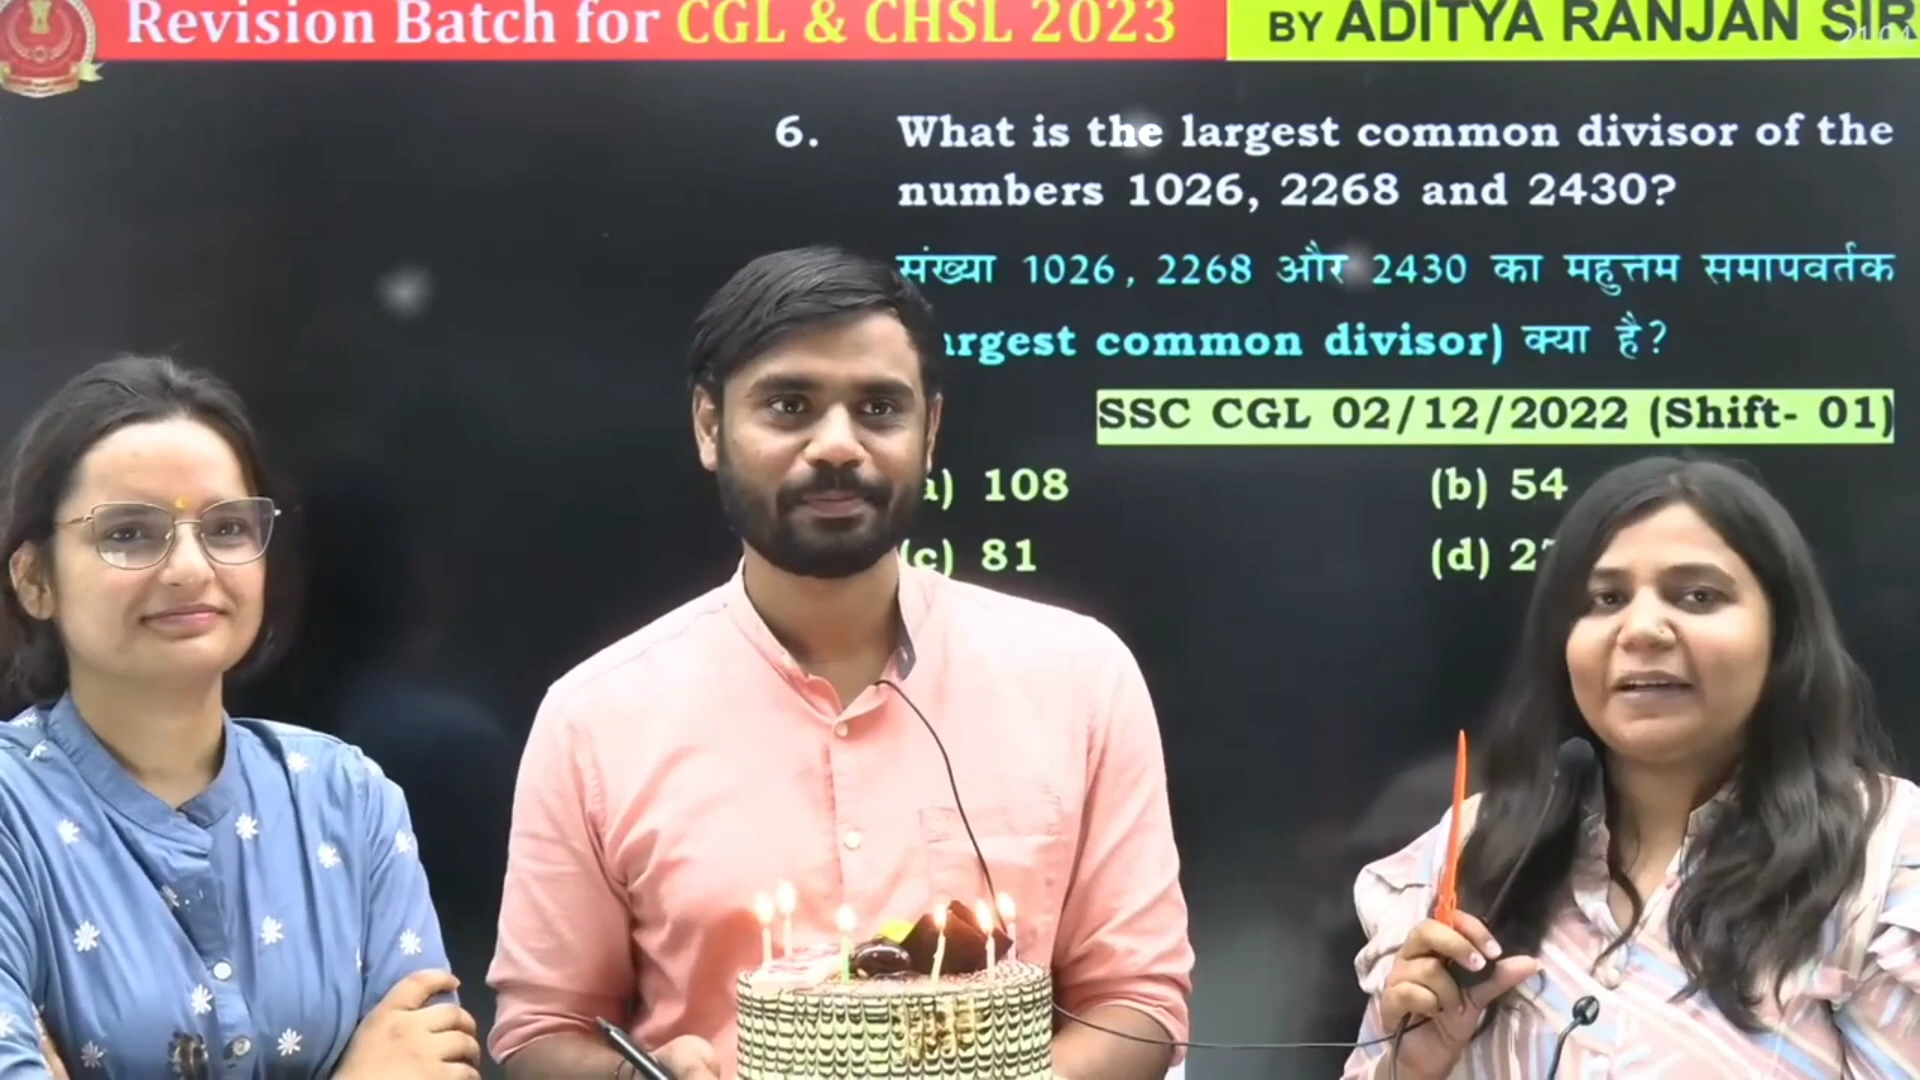 Revision Batch for CGL & CHSL 2023
BY ADITYA RANJAN SIR
6. What is the largest common divisor of the
numbers 1026, 2268 and 2430?
संख्या 1026, 2268 और 2430 का महुत्तम समापवर्तक
common divisor) क्या है?
SSC CGL 02/12/2022 (Shift- 01)
a) 108 (b) 54
(c) 81 (d)